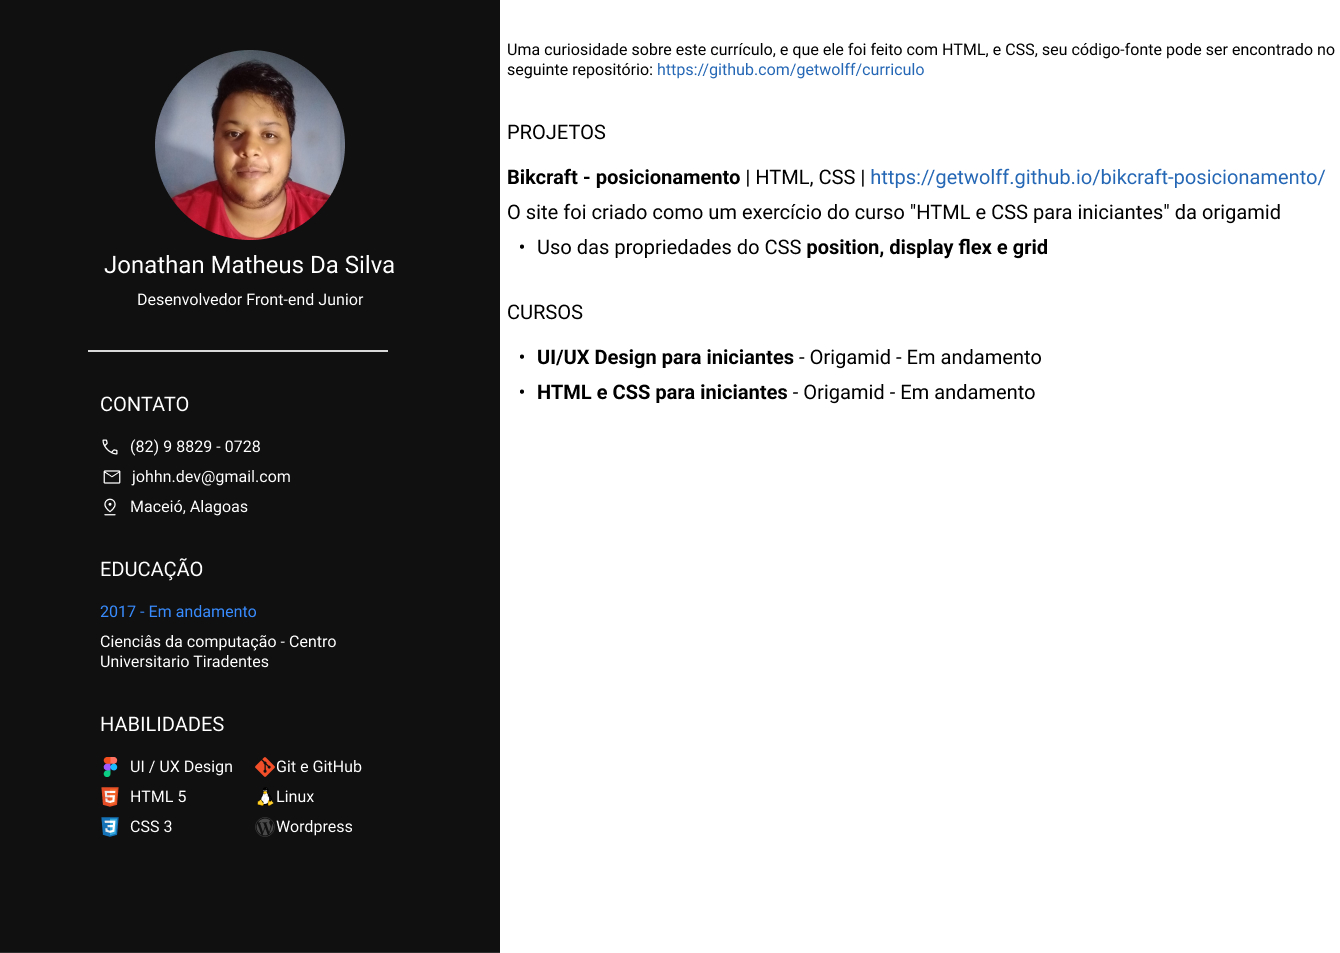 Jonathan Matheus Da Silva
Desenvolvedor Front-end Junior
CONTATO
(82) 9 8829 - 0728
johhn.dev@gmail.com
Maceió, Alagoas
EDUCAÇÃO
2017 - Em andamento
Cienciâs da computação - Centro
Universitario Tiradentes
HABILIDADES
UI / UX Design
Git e GitHub
HTML 5
Linux
CSS 3
Wordpress
Uma curiosidade sobre este currículo, e que ele foi feito com HTML, e CSS, seu código-fonte pode ser encontrado no
seguinte repositório: https://github.com/getwolff/curriculo
PROJETOS
Bikcraft - posicionamento | HTML, CSS | https://getwolff.github.io/bikcraft-posicionamento/
O site foi criado como um exercício do curso "HTML e CSS para iniciantes" da origamid
• Uso das propriedades do CSS position, display flex e grid
CURSOS
• UI/UX Design para iniciantes - Origamid - Em andamento
• HTML e CSS para iniciantes - Origamid - Em andamento